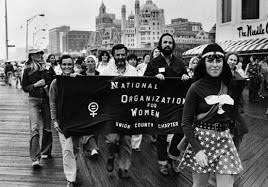 NATIONAL
ORGANIZATION
FOR
WOMEN
UNION COUNTY CHAPTER